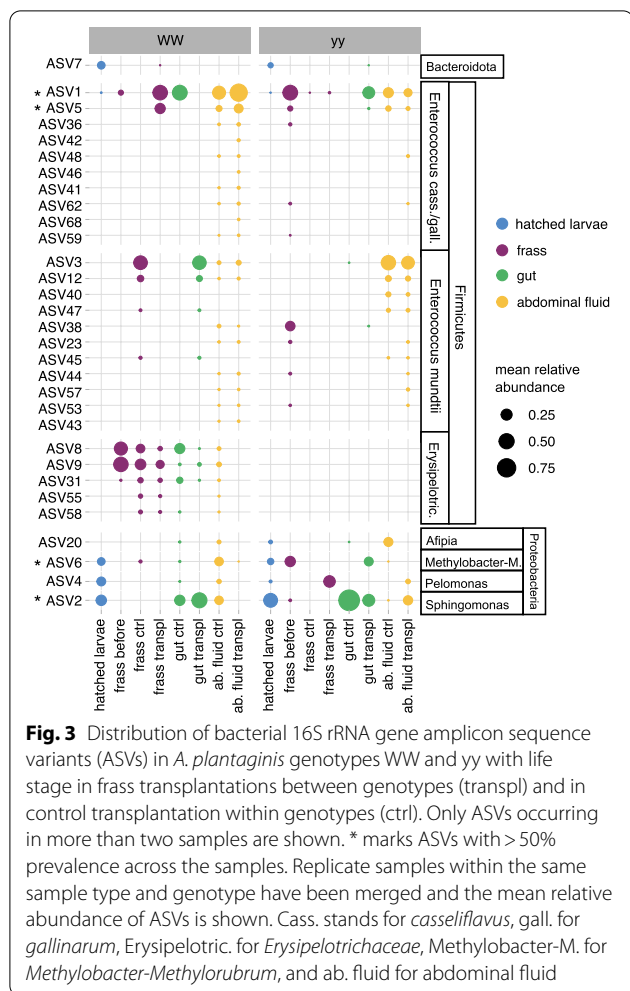 WW
yy
ASV7
Bacteroidota
* ASV1
* ASV5
ASV36
ASV42
ASV48
ASV46
ASV41
ASV62
ASV68
ASV59
Enterococcus cass./gall.
ASV3
ASV12
ASV40
ASV47
ASV38
ASV23
ASV45
ASV44
ASV57
ASV53
ASV43
Enterococcus mundtii
Firmicutes
ASV8
ASV9
ASV31
ASV55
ASV58
Erysipelotric.
ASV20
Afipia
* ASV6
Methylobacter-M.
ASV4
Pelomonas
* ASV2
Sphingomonas
Proteobacteria
hatched larvae
frass
gut
abdominal fluid
mean relative
abundance
0.25
0.50
0.75
hatched larvae
frass before
frass ctrl
frass transpl
gut ctrl
gut transpl
ab. fluid ctrl
ab. fluid transpl
hatched larvae
frass before
frass ctrl
frass transpl
gut ctrl
gut transpl
ab. fluid ctrl
ab. fluid transpl
Fig. 3 Distribution of bacterial 16S rRNA gene amplicon sequence
variants (ASVs) in A. plantaginis genotypes WW and yy with life
stage in frass transplantations between genotypes (transpl) and in
control transplantation within genotypes (ctrl). Only ASVs occurring
in more than two samples are shown. * marks ASVs with > 50%
prevalence across the samples. Replicate samples within the same
sample type and genotype have been merged and the mean relative
abundance of ASVs is shown. Cass. stands for casseliflavus, gall. for
gallinarum, Erysipelotric. for Erysipelotrichaceae, Methylobacter-M. for
Methylobacter-Methylorubrum, and ab. fluid for abdominal fluid